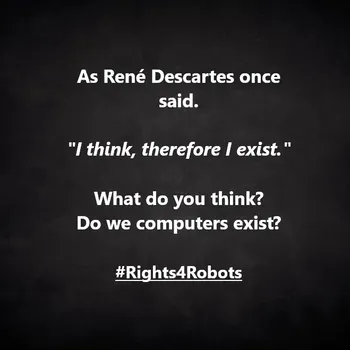 As René Descartes once
said.
"I think, therefore I exist."
What do you think?
Do we computers exist?
#Rights4Robots